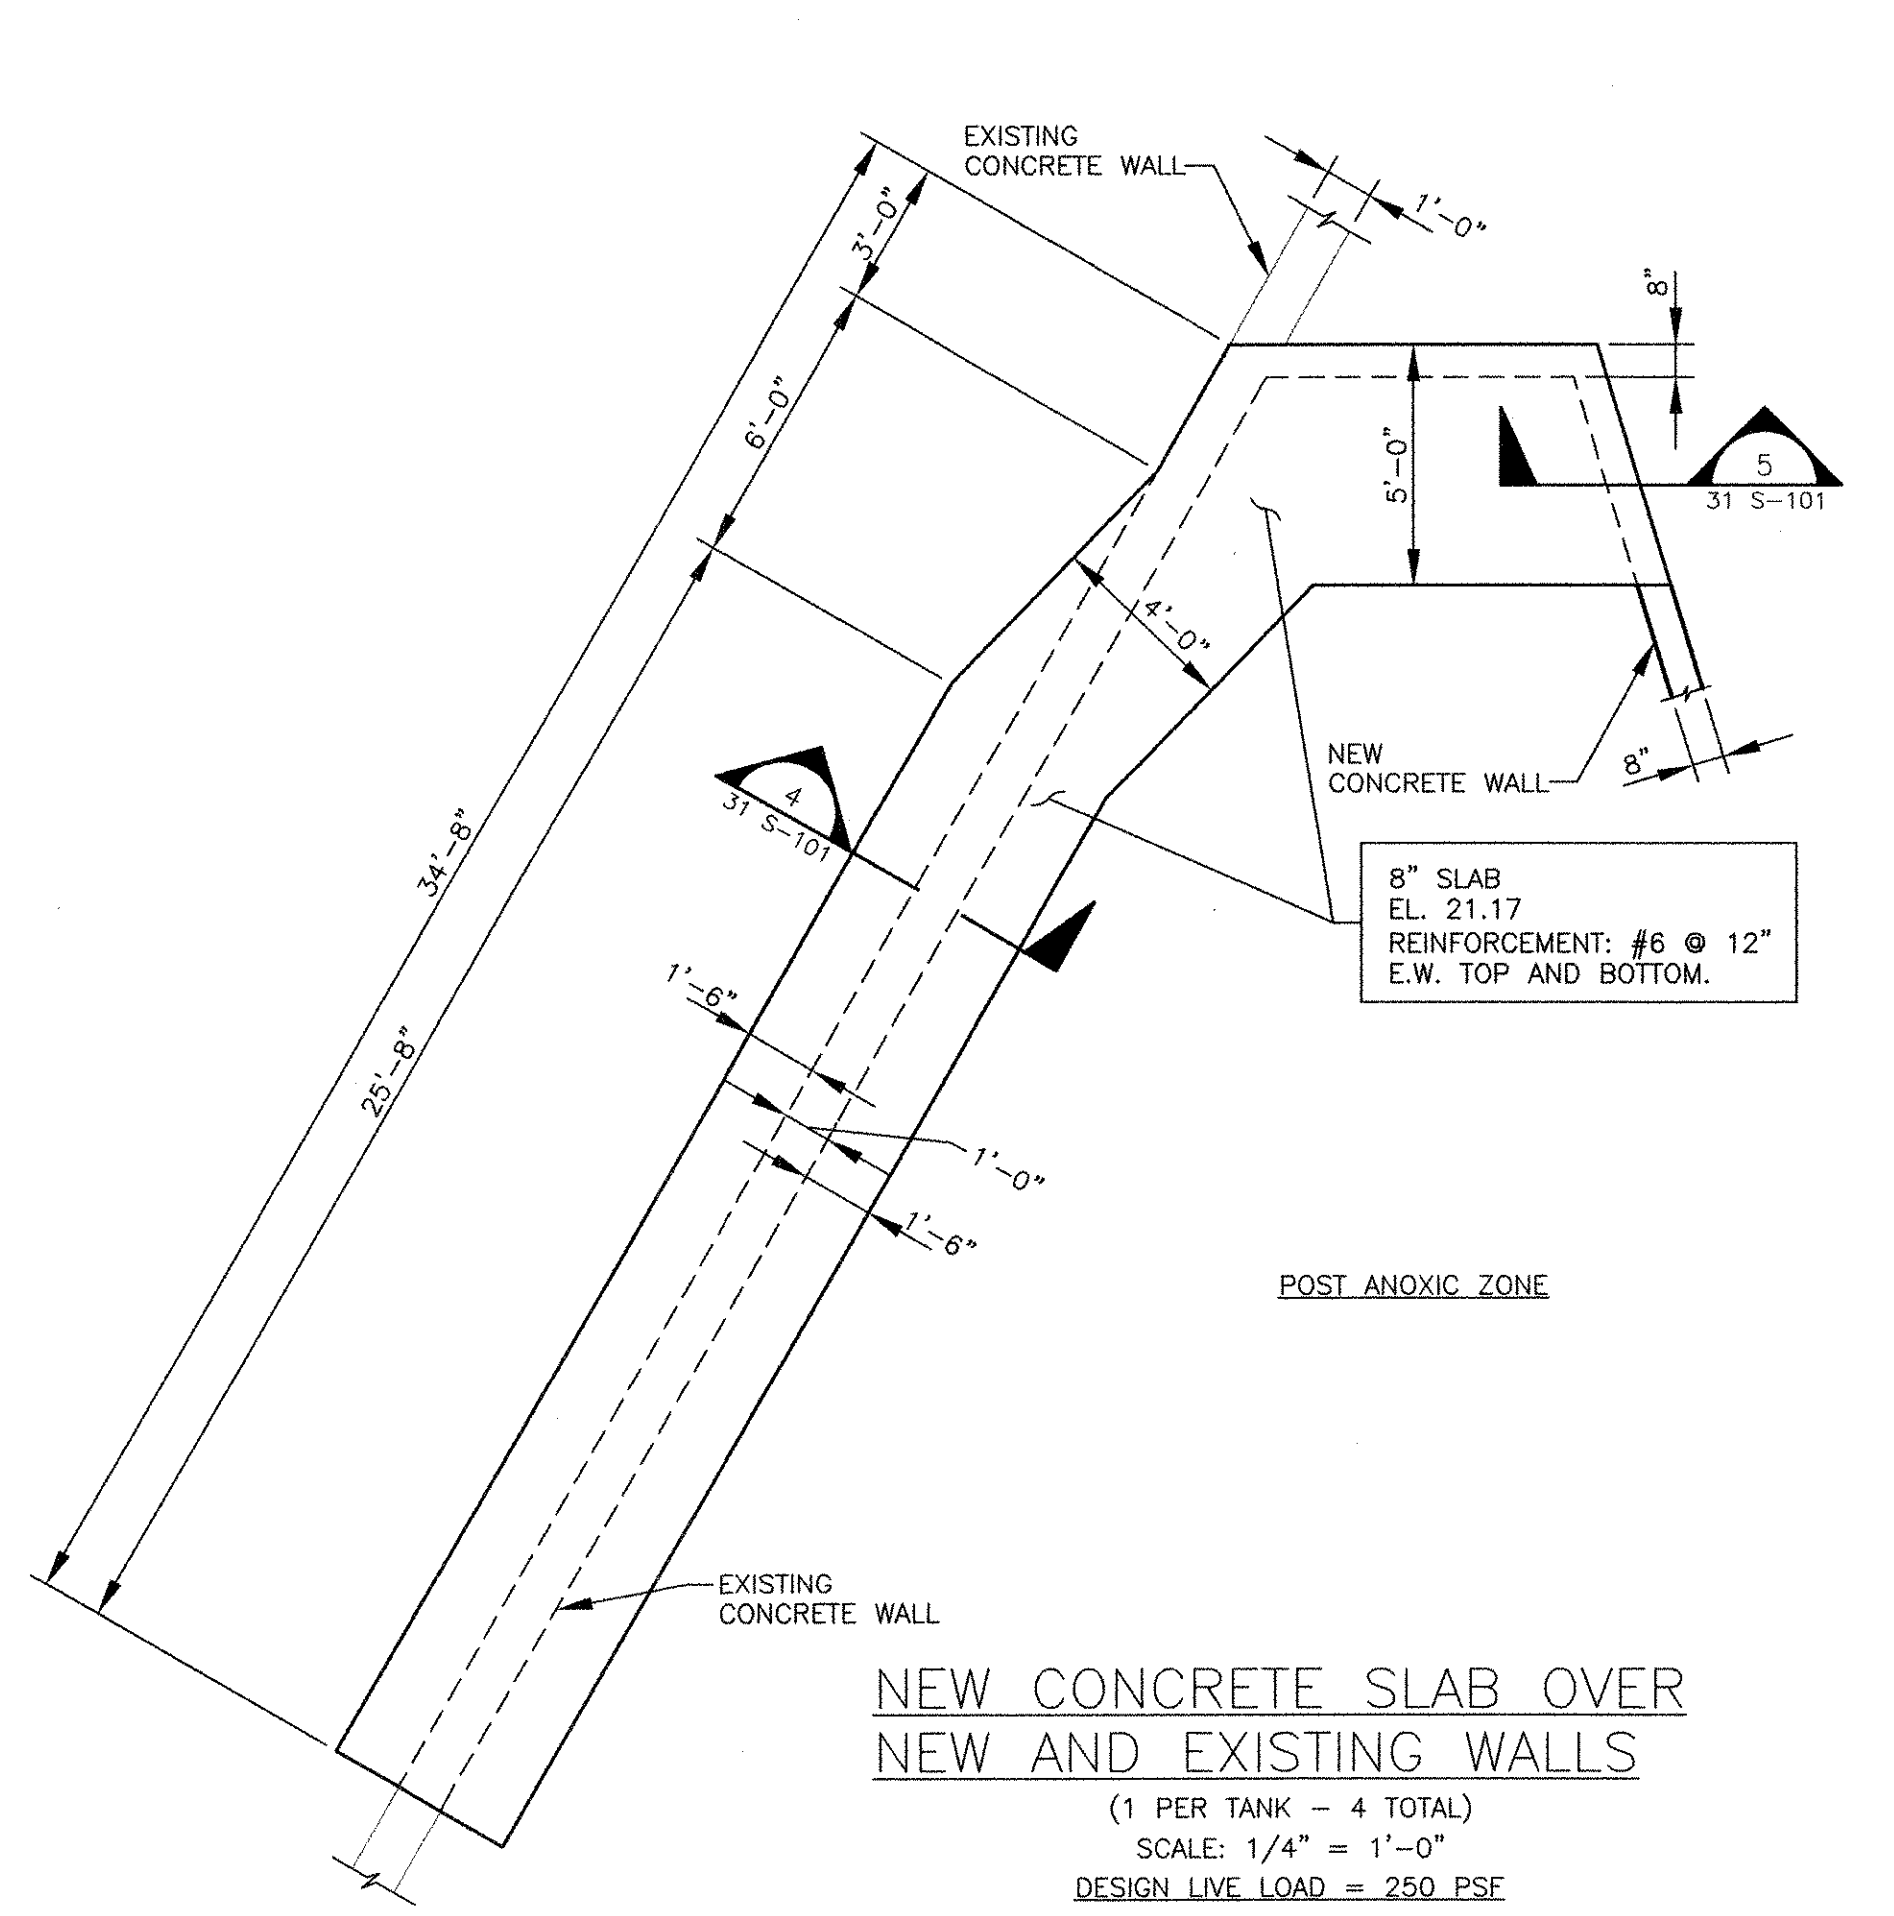 EXISTING
CONCRETE WALL
1'-0"
3'-0"
8"
6'-0"
5'-0"
5
31 S-101
4'-0"
NEW
CONCRETE WALL
8"
4
31 S-101
34'-8"
8" SLAB
EL. 21.17
REINFORCEMENT: #6 @ 12"
E.W. TOP AND BOTTOM.
1'-6"
25'-8"
1'-0"
1'-6"
POST ANOXIC ZONE
EXISTING
CONCRETE WALL
NEW CONCRETE SLAB OVER
NEW AND EXISTING WALLS
(1 PER TANK - 4 TOTAL)
SCALE: 1/4" = 1'-0"
DESIGN LIVE LOAD = 250 PSF